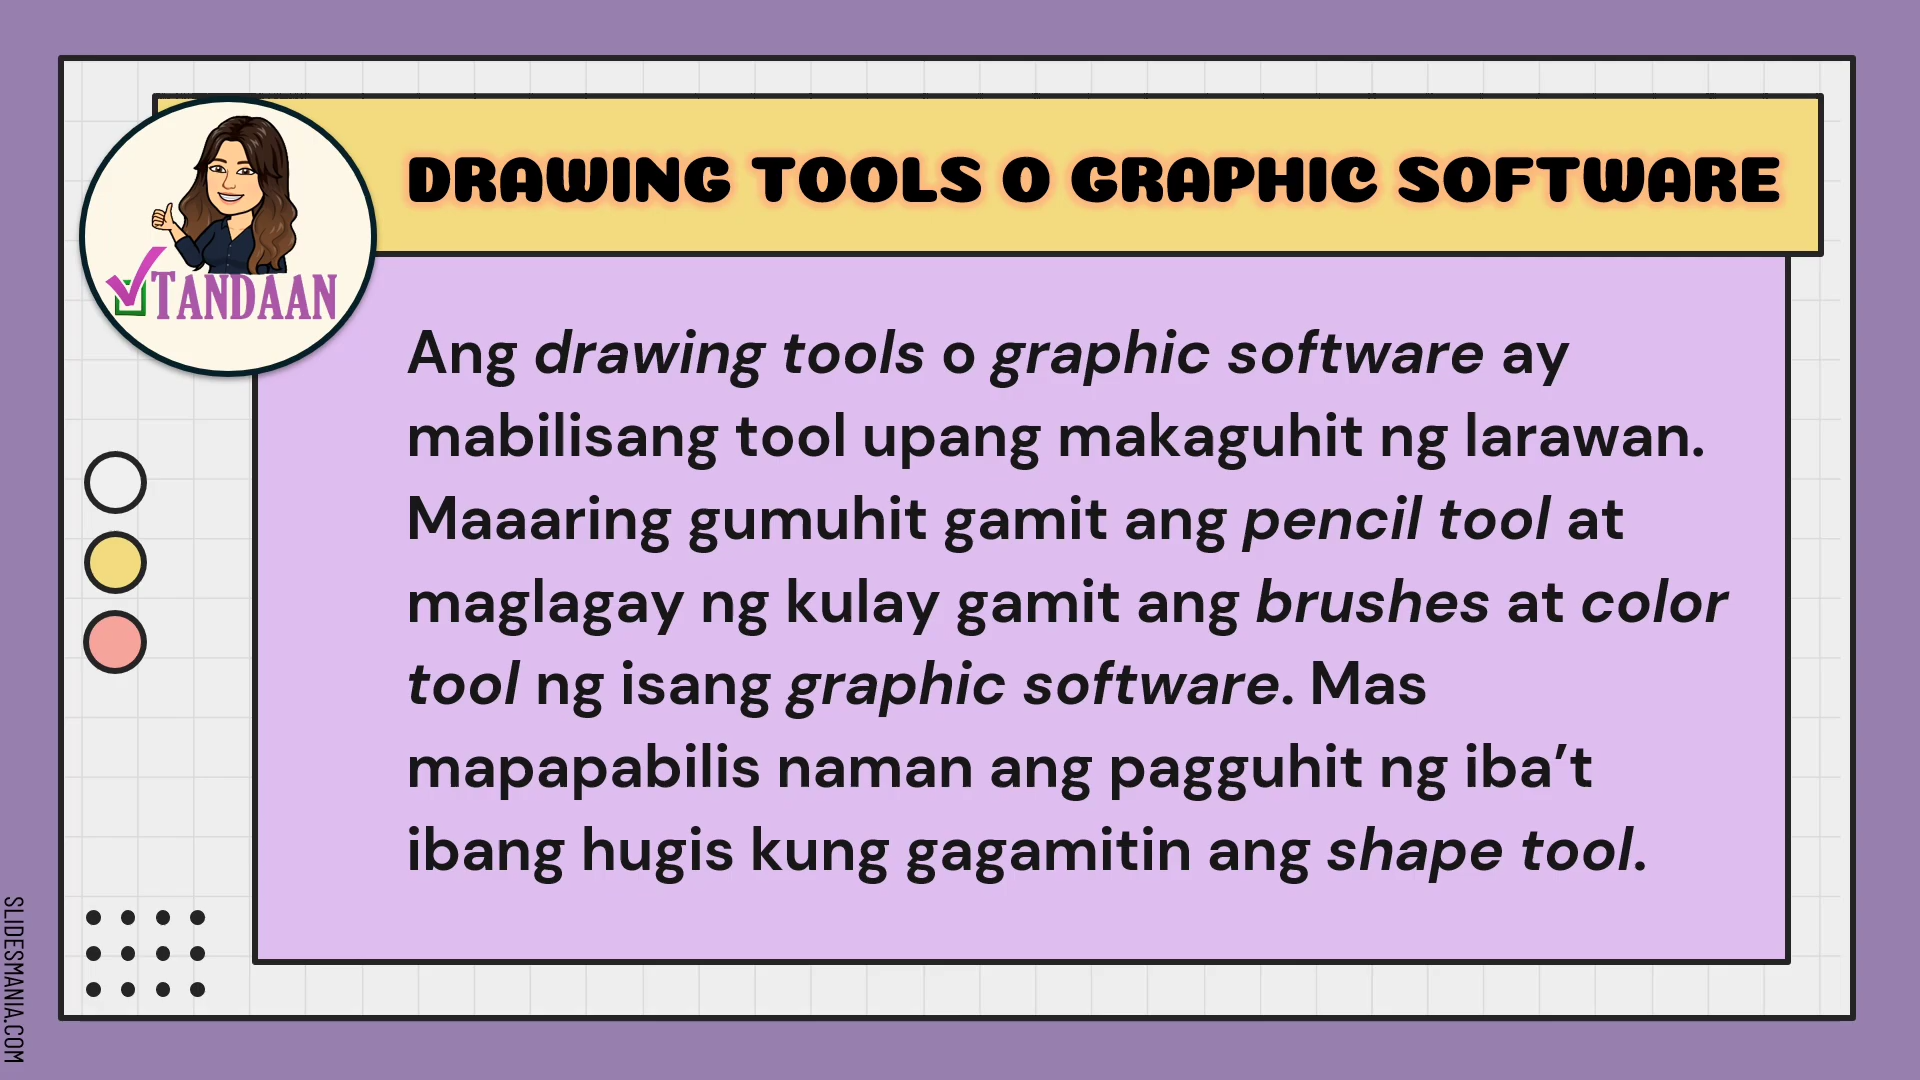 DRAWING TOOLS O GRAPHIC SOFTWARE
TANDAAN
Ang drawing tools o graphic software ay
mabilisang tool upang makaguhit ng larawan.
Maaaring gumuhit gamit ang pencil tool at
maglagay ng kulay gamit ang brushes at color
tool ng isang graphic software. Mas
mapapabilis naman ang pagguhit ng iba’t
ibang hugis kung gagamitin ang shape tool.
SLIDESMANIA.COM